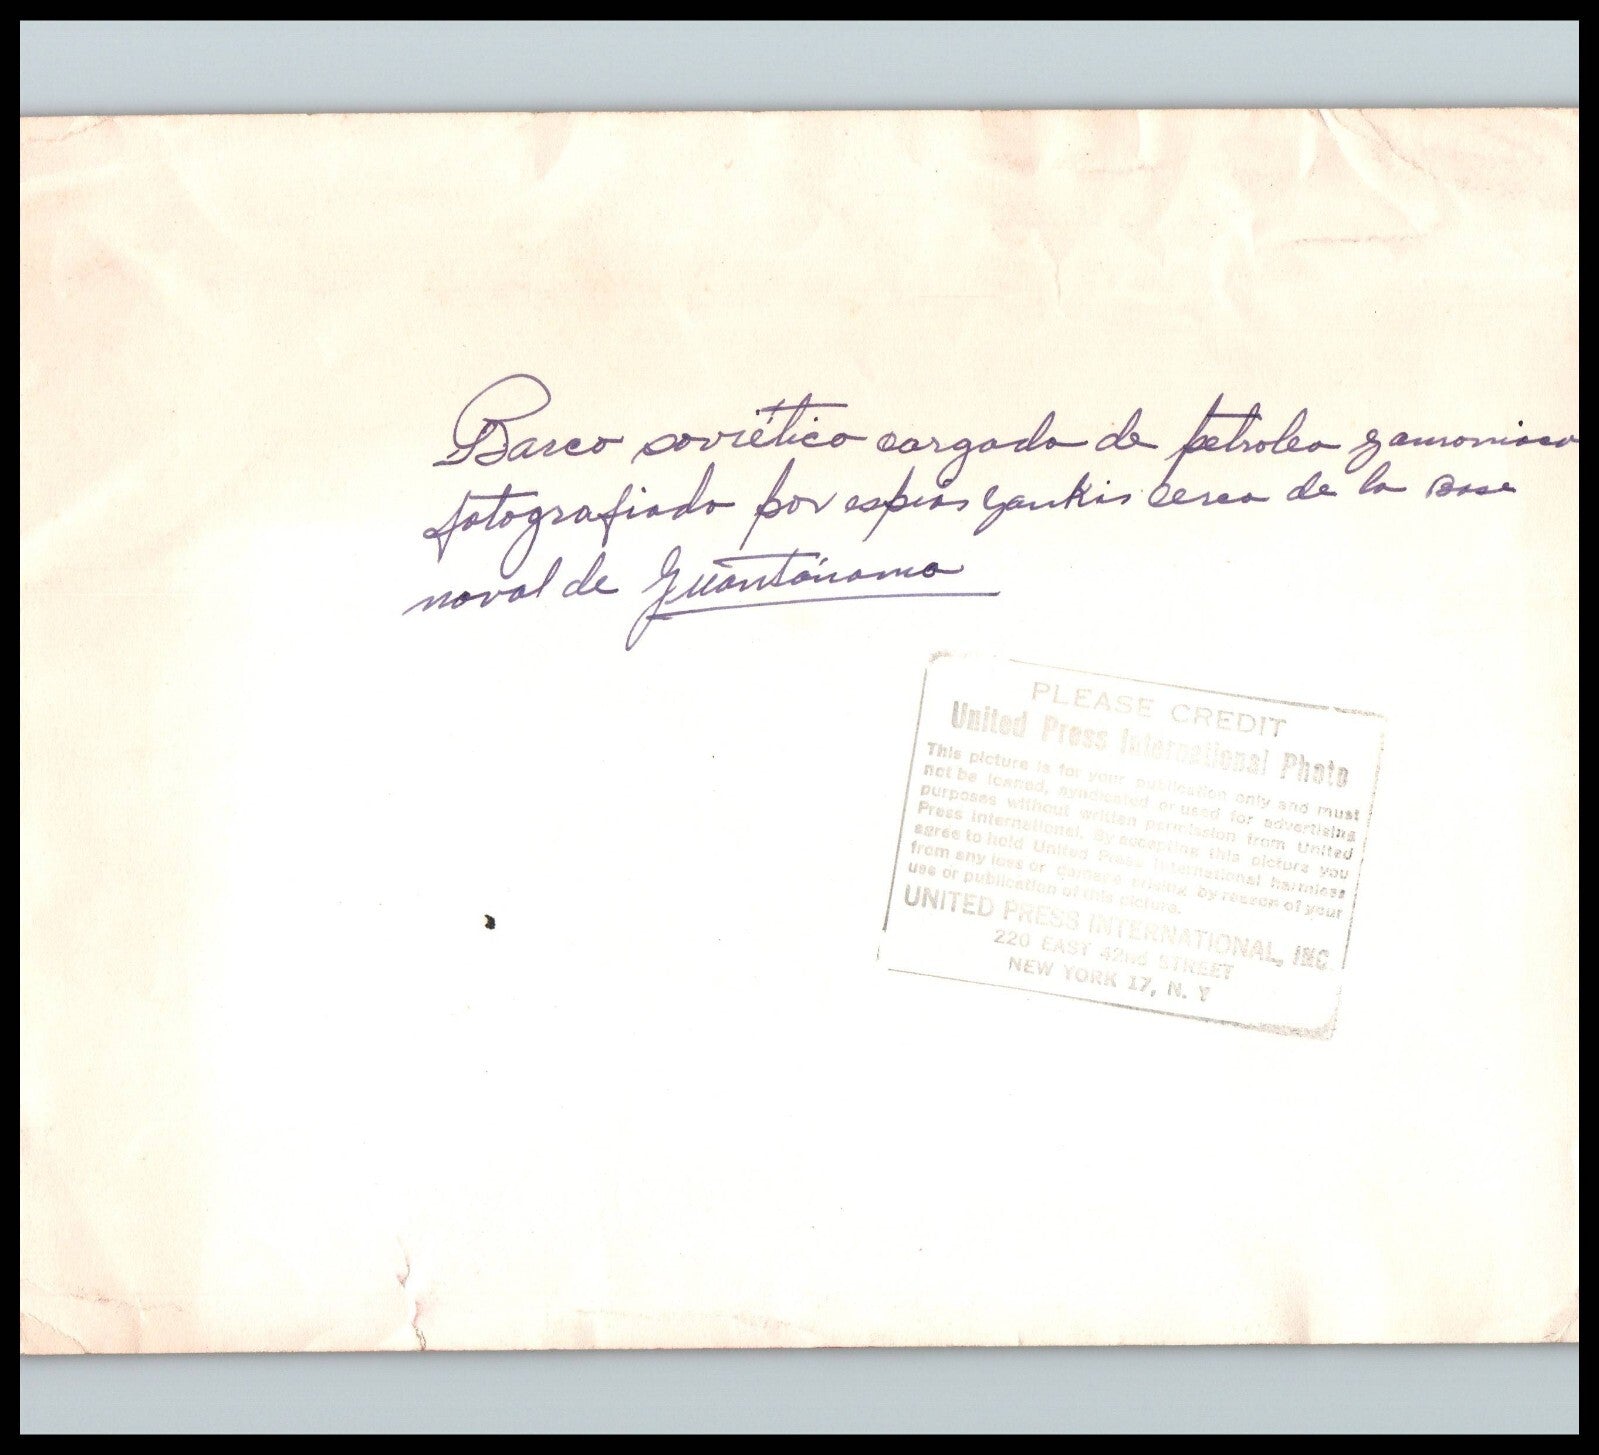 Barco soviético cargado de petroleo y amoniaco
fotografiado por espias yankis cerca de la Base
naval de Guantánamo
PLEASE CREDIT
United Press International Photo
This picture is for your publication only and must
not be loaned, syndicated or used for advertising
purposes without written permission from United
Press International. By accepting this picture you
agree to hold United Press International harmless
from any loss or damage arising by reason of your
use or publication of this picture.
UNITED PRESS INTERNATIONAL, INC
220 EAST 42nd STREET
NEW YORK 17, N. Y